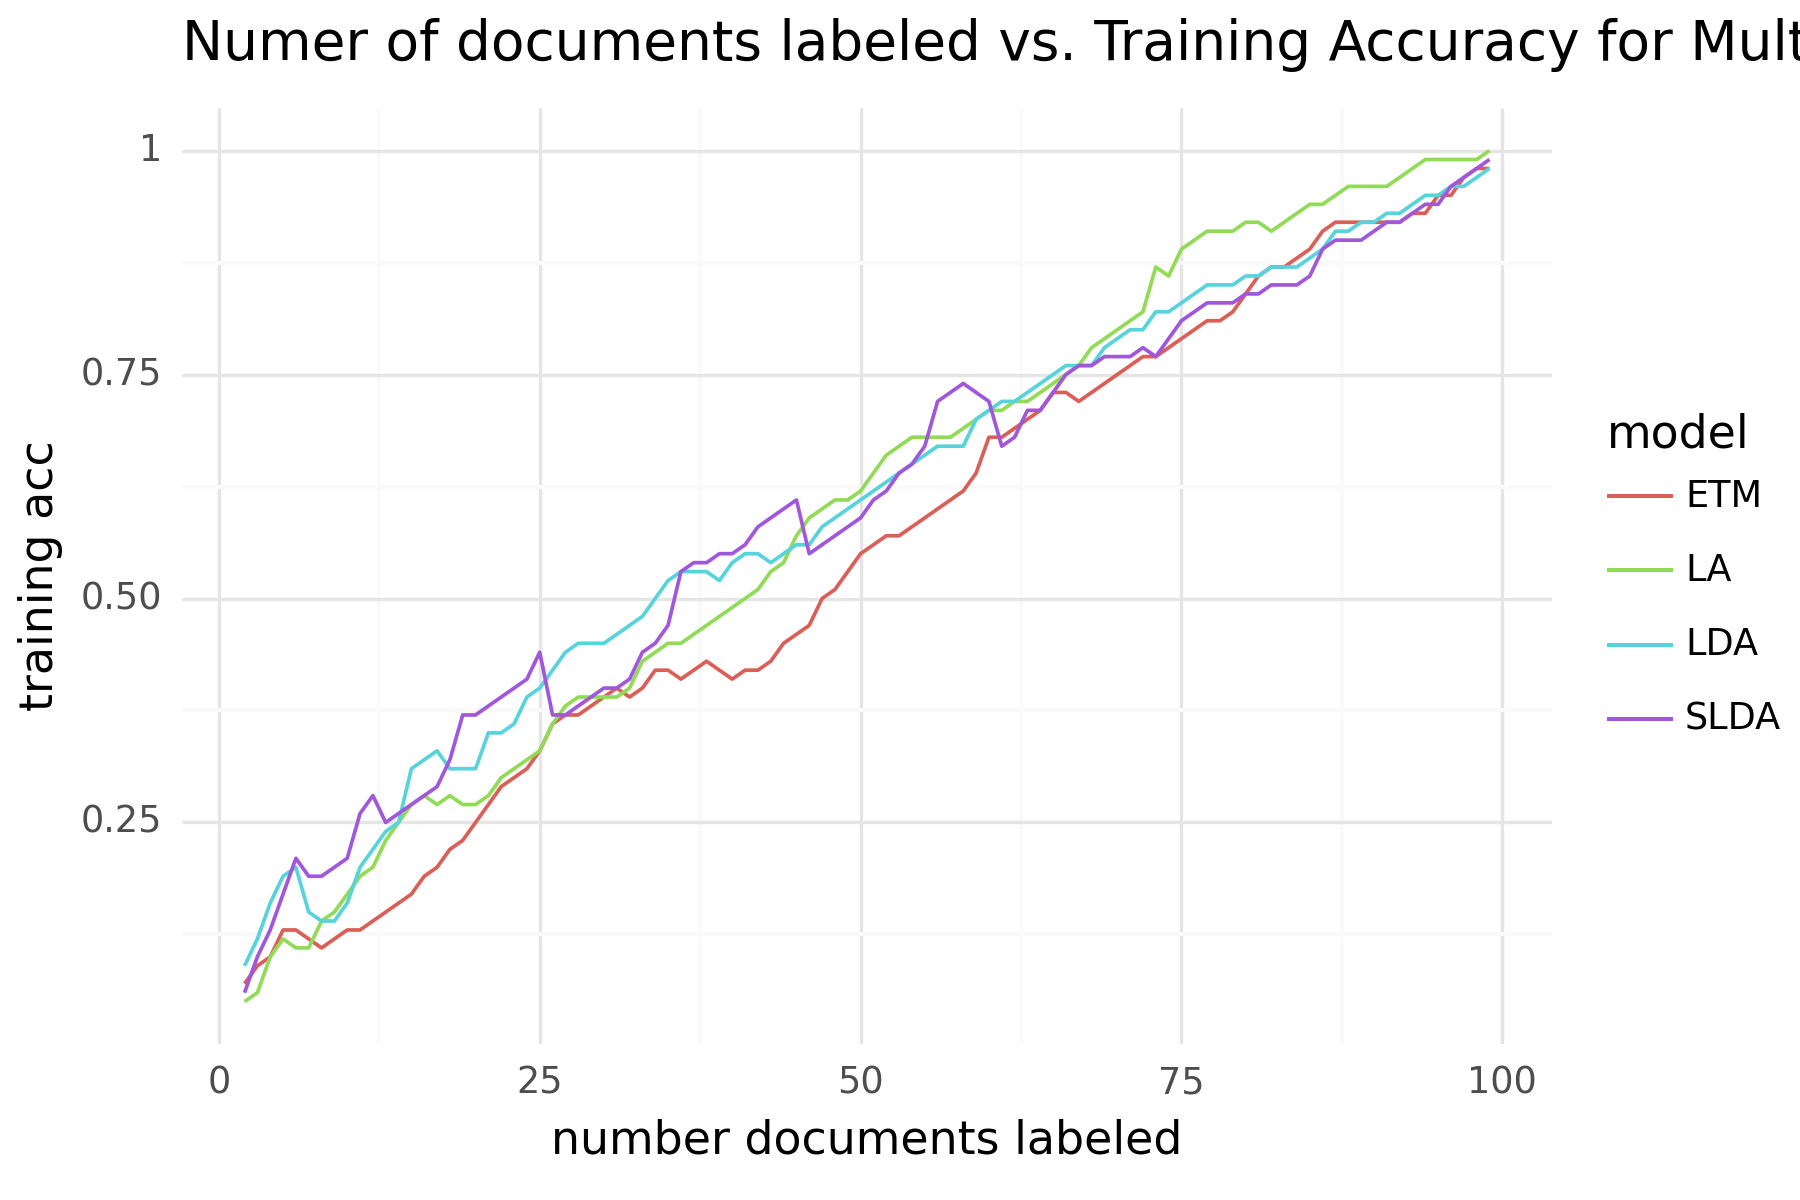 Numer of documents labeled vs. Training Accuracy for Mult
1
0.75
0.50
0.25
training acc
0
25
50
75
100
number documents labeled
model
ETM
LA
LDA
SLDA